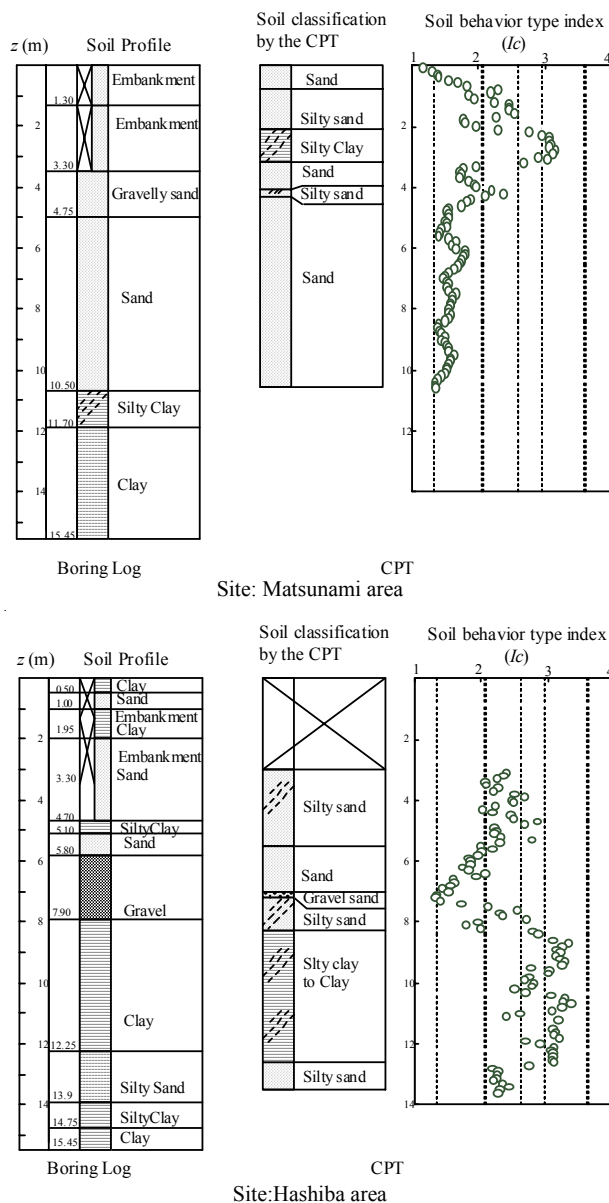 Soil classification
by the CPT
Soil behavior type index
(Ic)
z (m)
Soil Profile
1 2 3 4
Embankment
1.30
Embankment
2
3.30
4
Gravelly sand
4.75
6
Sand
8
10
10.50
Silty Clay
11.70
12
Clay
14
15.45
Sand
Silty sand
Silty Clay
Sand
Silty sand
Sand
2
4
6
8
10
12
Boring Log
CPT
Site: Matsunami area
Soil classification
by the CPT
Soil behavior type index
(Ic)
z (m)
Soil Profile
1 2 3 4
Clay
0.50
Sand
1.00
Embankment
Clay
1.95
2
Embankment
Sand
3.30
4
4.70
SiltyClay
5.10
Sand
5.80
6
Gravel
7.90
8
10
Clay
12
12.25
Silty Sand
13.9
14
SiltyClay
14.75
Clay
15.45
Silty sand
Sand
Gravel sand
Silty sand
Slty clay
to Clay
Silty sand
2
4
6
8
10
12
14
Boring Log
CPT
Site:Hashiba area